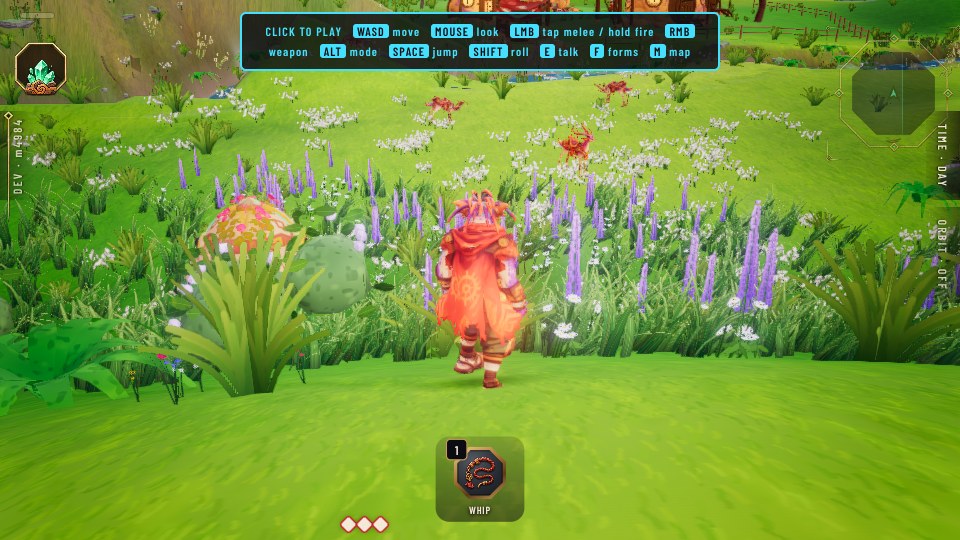 CLICK TO PLAY WASD move MOUSE look LMB tap melee / hold fire RMB
weapon ALT mode SPACE jump SHIFT roll E talk F forms M map
DEV · m4984
TIME · DAY
ORBIT · OFF
1
WHIP